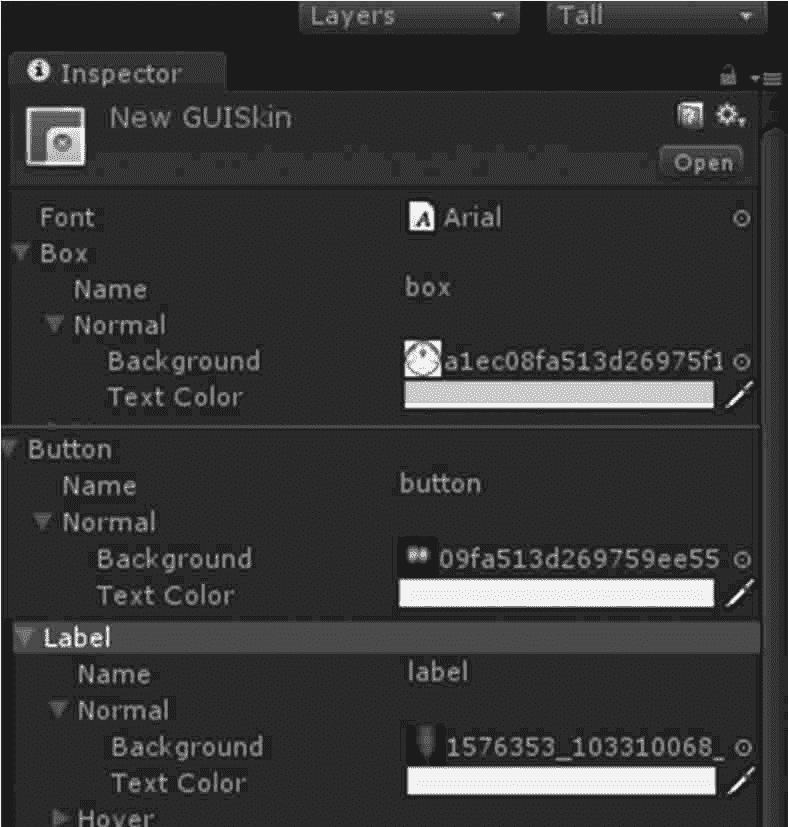 Layers Tall
Inspector
New GUISkin
Open
Font Arial
Box
Name box
Normal
Background a1ec08fa513d26975f1
Text Color
Button
Name button
Normal
Background 09fa513d269759ee55
Text Color
Label
Name label
Normal
Background 1576353_103310068_
Text Color
Hover